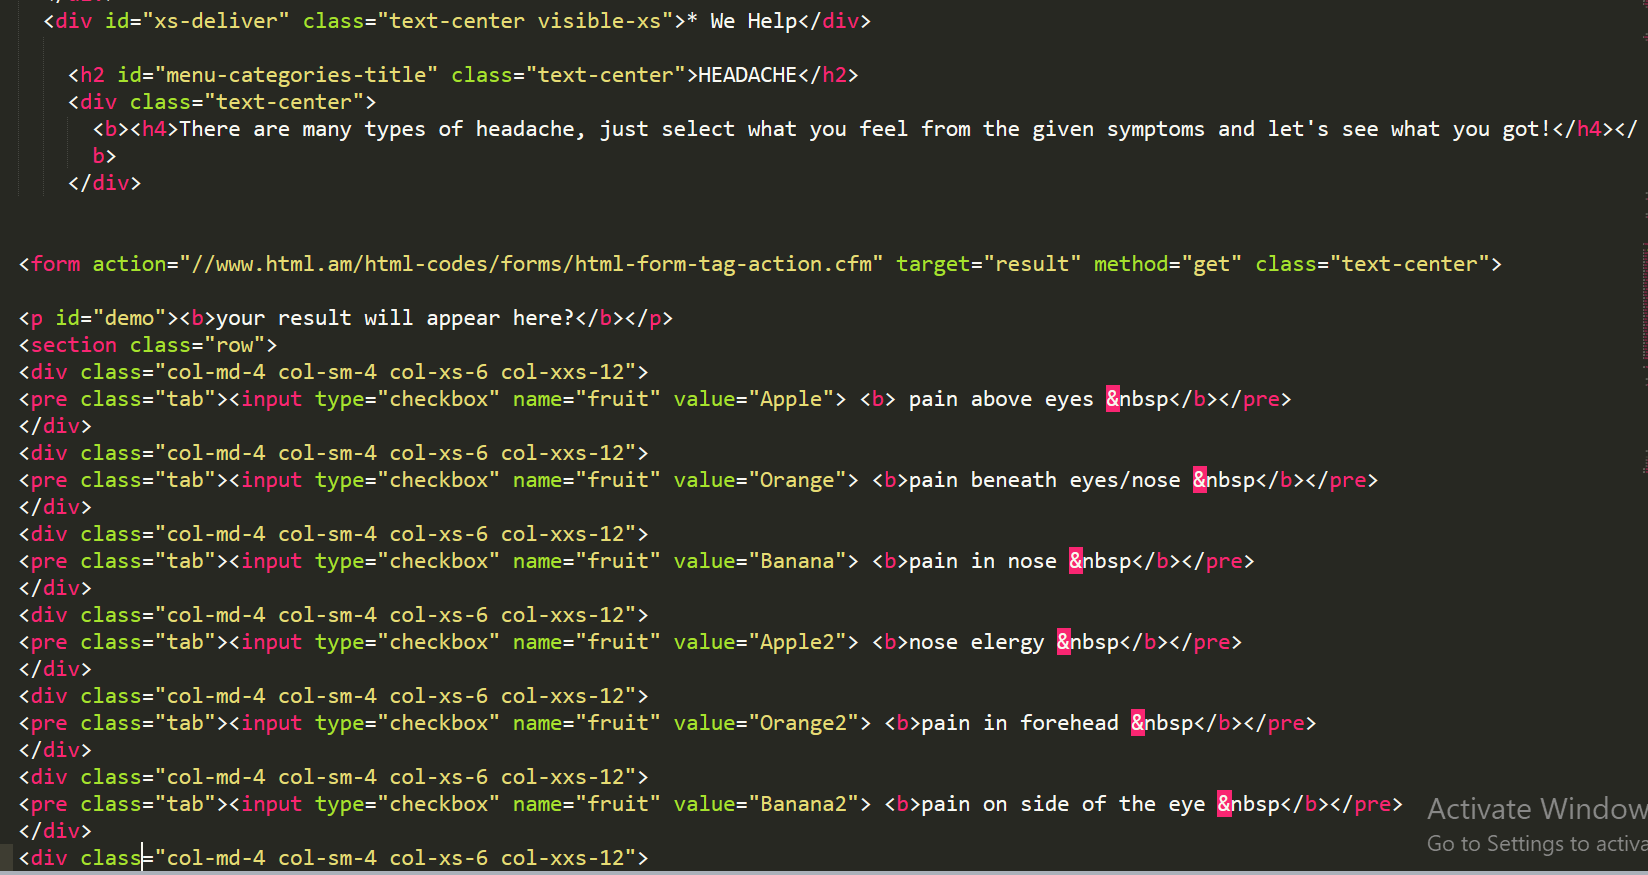 <div id="xs-deliver" class="text-center visible-xs">* We Help</div>
<h2 id="menu-categories-title" class="text-center">HEADACHE</h2>
<div class="text-center">
<b><h4>There are many types of headache, just select what you feel from the given symptoms and let's see what you got!</h4></
b>
</div>
<form action="//www.html.am/html-codes/forms/html-form-tag-action.cfm" target="result" method="get" class="text-center">
<p id="demo"><b>your result will appear here?</b></p>
<section class="row">
<div class="col-md-4 col-sm-4 col-xs-6 col-xxs-12">
<pre class="tab"><input type="checkbox" name="fruit" value="Apple"> <b> pain above eyes &nbsp</b></pre>
</div>
<div class="col-md-4 col-sm-4 col-xs-6 col-xxs-12">
<pre class="tab"><input type="checkbox" name="fruit" value="Orange"> <b>pain beneath eyes/nose &nbsp</b></pre>
</div>
<div class="col-md-4 col-sm-4 col-xs-6 col-xxs-12">
<pre class="tab"><input type="checkbox" name="fruit" value="Banana"> <b>pain in nose &nbsp</b></pre>
</div>
<div class="col-md-4 col-sm-4 col-xs-6 col-xxs-12">
<pre class="tab"><input type="checkbox" name="fruit" value="Apple2"> <b>nose elergy &nbsp</b></pre>
</div>
<div class="col-md-4 col-sm-4 col-xs-6 col-xxs-12">
<pre class="tab"><input type="checkbox" name="fruit" value="Orange2"> <b>pain in forehead &nbsp</b></pre>
</div>
<div class="col-md-4 col-sm-4 col-xs-6 col-xxs-12">
<pre class="tab"><input type="checkbox" name="fruit" value="Banana2"> <b>pain on side of the eye &nbsp</b></pre>
</div>
<div class="col-md-4 col-sm-4 col-xs-6 col-xxs-12">
Activate Window
Go to Settings to activa